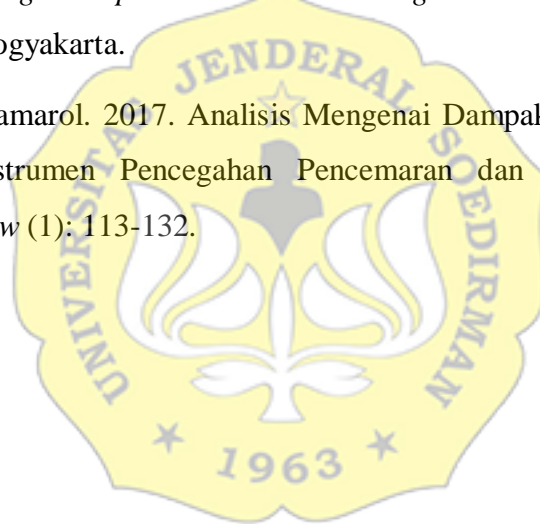 ogyakarta.
amarol. 2017. Analisis Mengenai Dampak
strumen Pencegahan Pencemaran dan
w (1): 113-132.
UNIVERSITAS JENDERAL SOEDIRMAN
1963